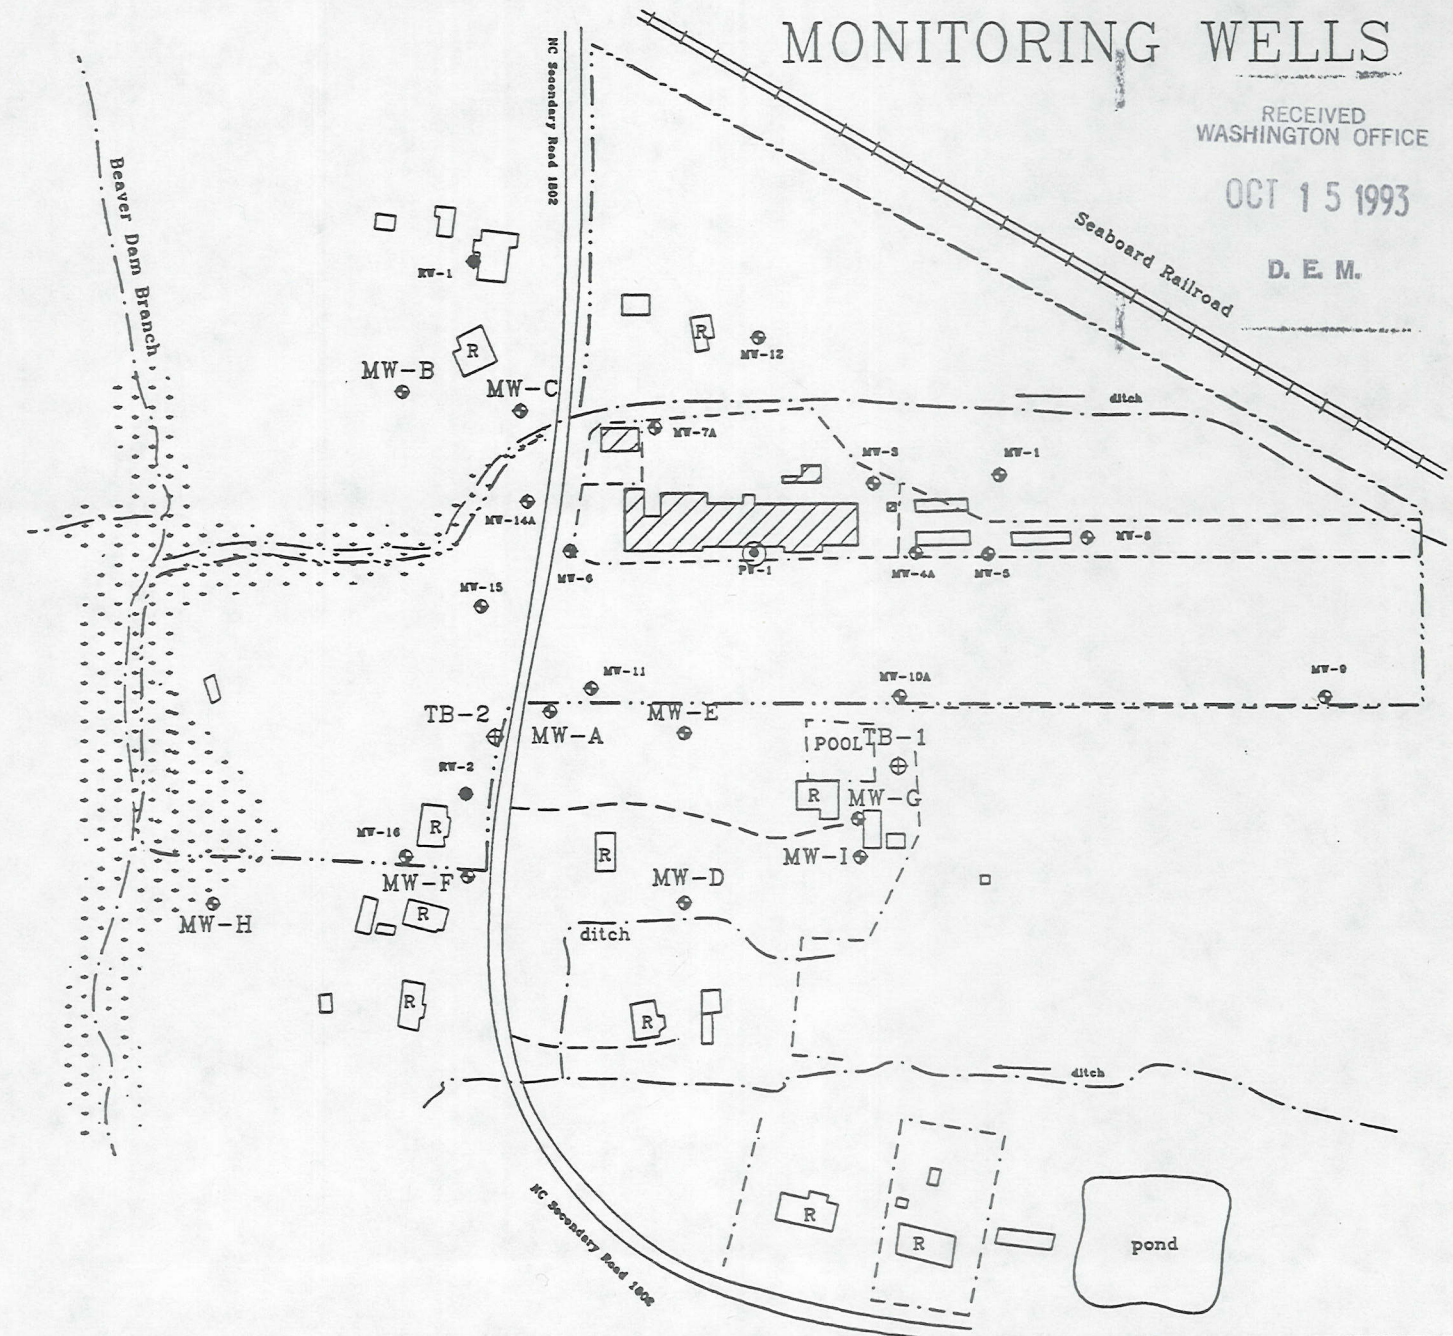 MONITORING WELLS
RECEIVED
WASHINGTON OFFICE
OCT 15 1993
D. E. M.
NC Secondary Road 1802
Beaver Dam Branch
Seaboard Railroad
RW-1
R
R
MW-12
MW-B
MW-C
ditch
MW-7A
MW-3
MW-1
MW-14A
MW-6
PW-1
MW-4A
MW-5
MW-8
MW-15
MW-11
MW-10A
MW-9
TB-2
MW-A
MW-E
POOL
TB-1
RW-2
R
MW-G
MW-16
R
R
MW-I
MW-F
MW-D
MW-H
R
ditch
R
R
ditch
NC Secondary Road 1802
R
R
pond